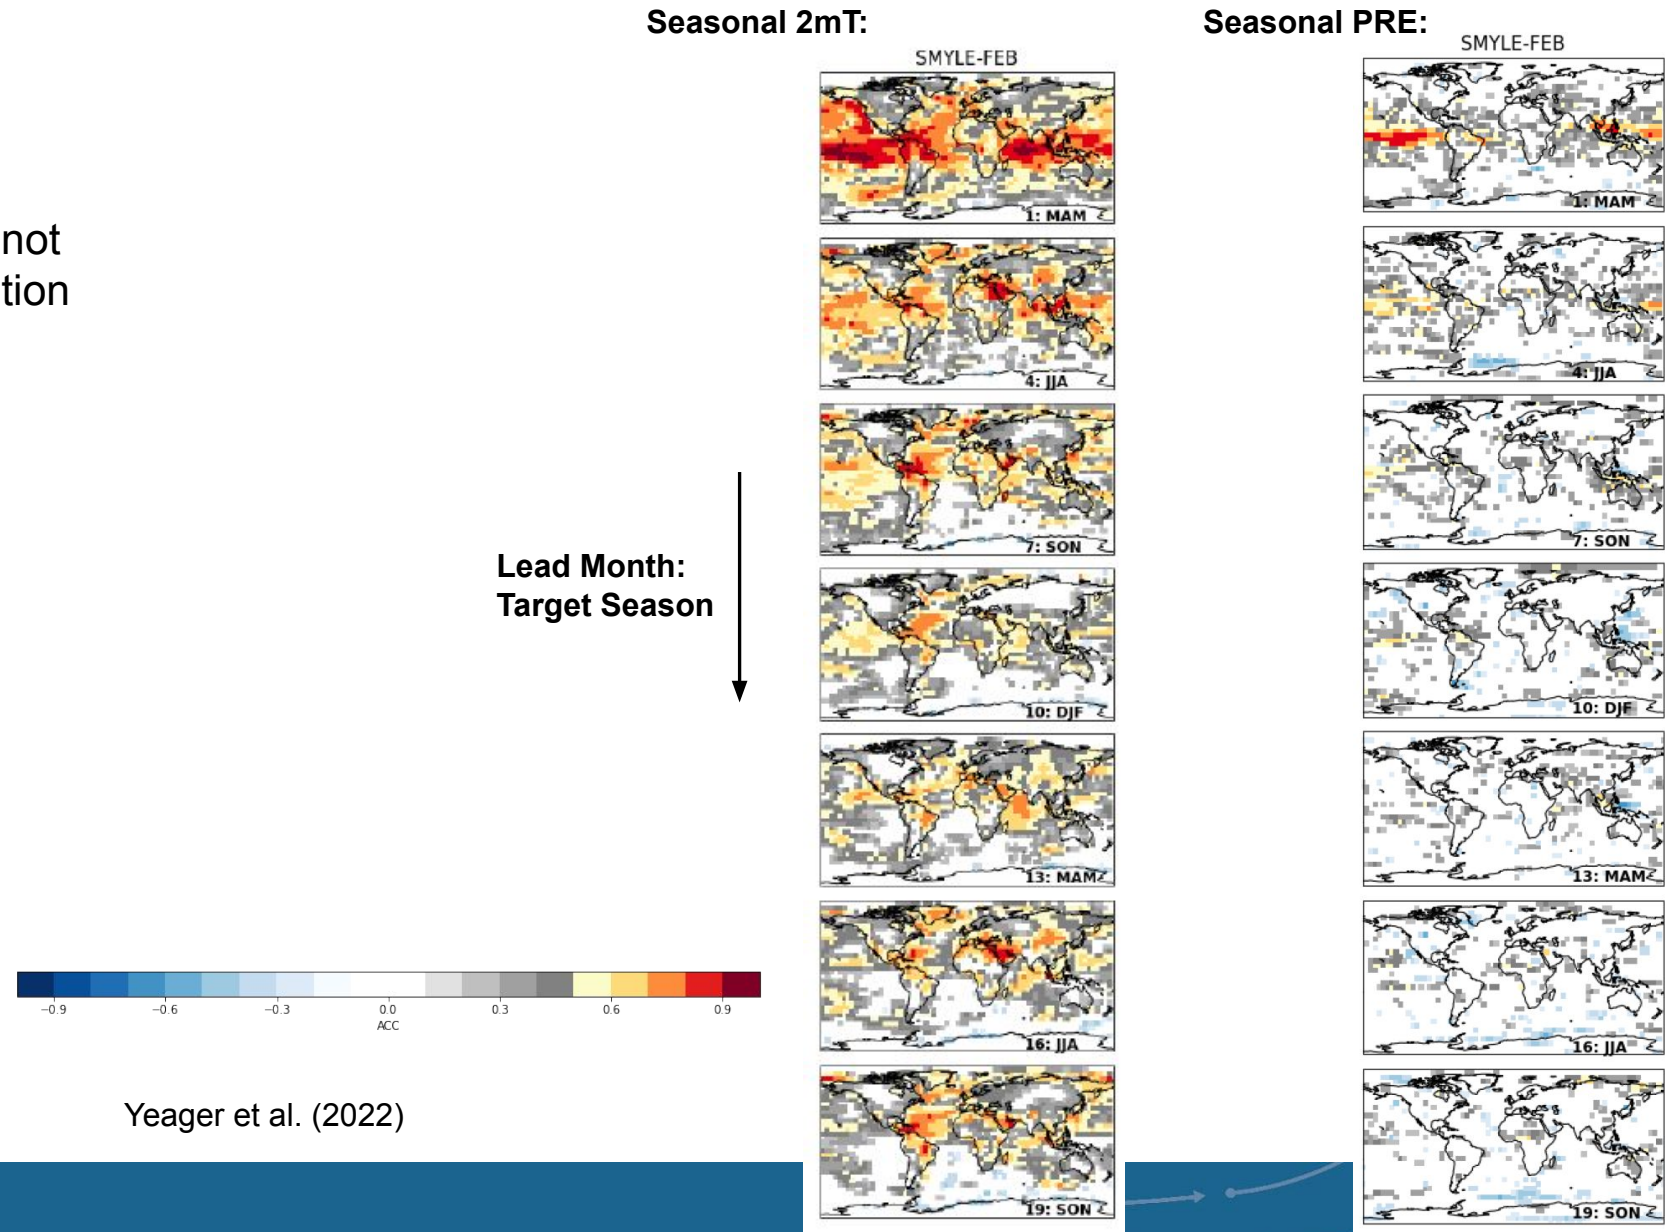 Seasonal 2mT:
Seasonal PRE:
SMYLE-FEB
SMYLE-FEB
1: MAM
1: MAM
not
tion
4: JJA
4: JJA
7: SON
7: SON
Lead Month:
Target Season
10: DJF
10: DJF
13: MAM
13: MAM
−0.9 −0.6 −0.3 0.0 0.3 0.6 0.9
ACC
16: JJA
16: JJA
Yeager et al. (2022)
19: SON
19: SON